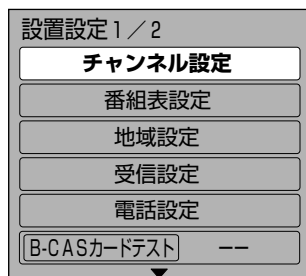 設置設定1/2
チャンネル設定
番組表設定
地域設定
受信設定
電話設定
B-CASカードテスト --